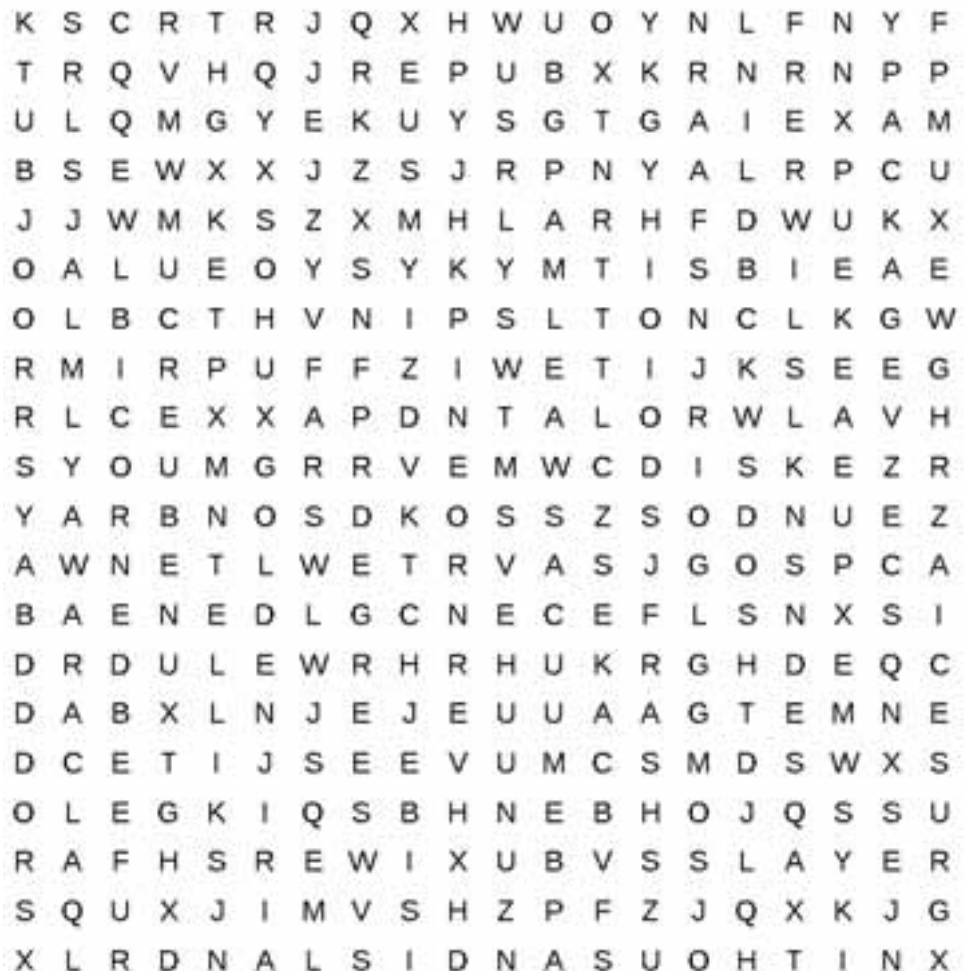 K S C R T R J Q X H W U O Y N L F N Y F
T R Q V H Q J R E P U B X K R N R N P P
U L Q M G Y E K U Y S G T G A I E X A M
B S E W X X J Z S J R P N Y A L R P C U
J J W M K S Z X M H L A R H F D W U K X
O A L U E O Y S Y K Y M T I S B I E A E
O L B C T H V N I P S L T O N C L K G W
R M I R P U F F Z I W E T I J K S E E G
R L C E X X A P D N T A L O R W L A V H
S Y O U M G R R V E M W C D I S K E Z R
Y A R B N O S D K O S S Z S O D N U E Z
A W N E T L W E T R V A S J G O S P C A
B A E N E D L G C N E C E F L S N X S I
D R D U L E W R H R H U K R G H D E Q C
D A B X L N J E J E U U A A G T E M N E
D C E T I J S E E V U M C S M D S W X S
O L E G K I Q S B H N E B H O J Q S S U
R A F H S R E W I X U B V S S L A Y E R
S Q U X J I M V S H Z P F Z J Q X K J G
X L R D N A L S I D N A S U O H T I N X